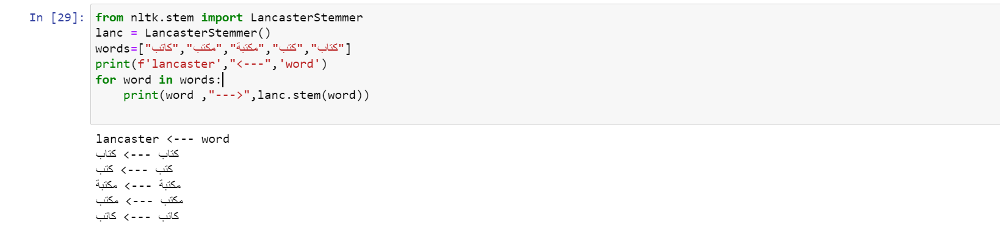 In [29]:
from nltk.stem import LancasterStemmer
lanc = LancasterStemmer()
words=["كتاب","كتب","مكتبة","مكتب","كاتب"]
print(f'lancaster',"<---",'word')
for word in words:
    print(word ,"--->",lanc.stem(word))
lancaster <--- word
كتاب ---> كتاب
كتب ---> كتب
مكتبة ---> مكتبة
مكتب ---> مكتب
كاتب ---> كاتب